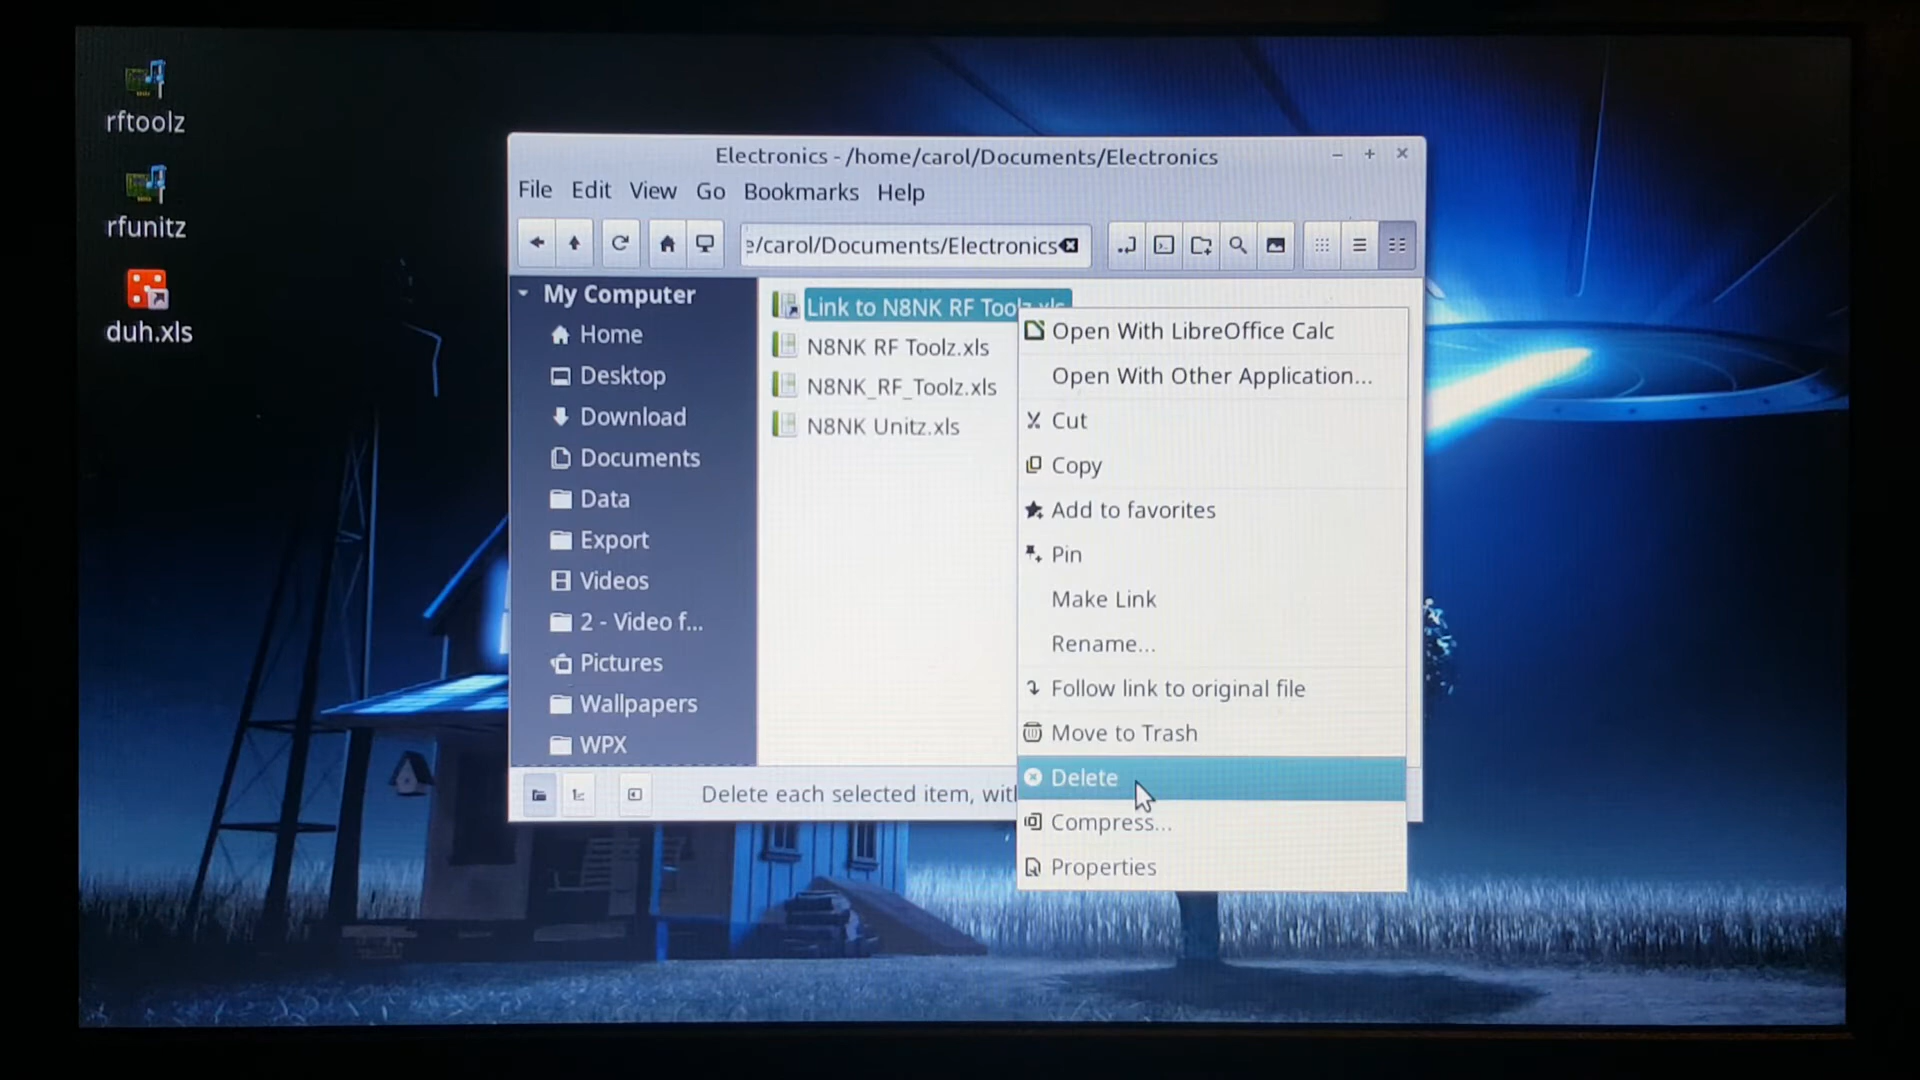 rftoolz
rfunitz
duh.xls
Electronics - /home/carol/Documents/Electronics
File Edit View Go Bookmarks Help
e/carol/Documents/Electronics
My Computer
Home
Desktop
Download
Documents
Data
Export
Videos
2 - Video f...
Pictures
Wallpapers
WPX
Link to N8NK RF Toolz.xls
N8NK RF Toolz.xls
N8NK_RF_Toolz.xls
N8NK Unitz.xls
Open With LibreOffice Calc
Open With Other Application...
Cut
Copy
Add to favorites
Pin
Make Link
Rename...
Follow link to original file
Move to Trash
Delete
Compress...
Properties
Delete each selected item, with